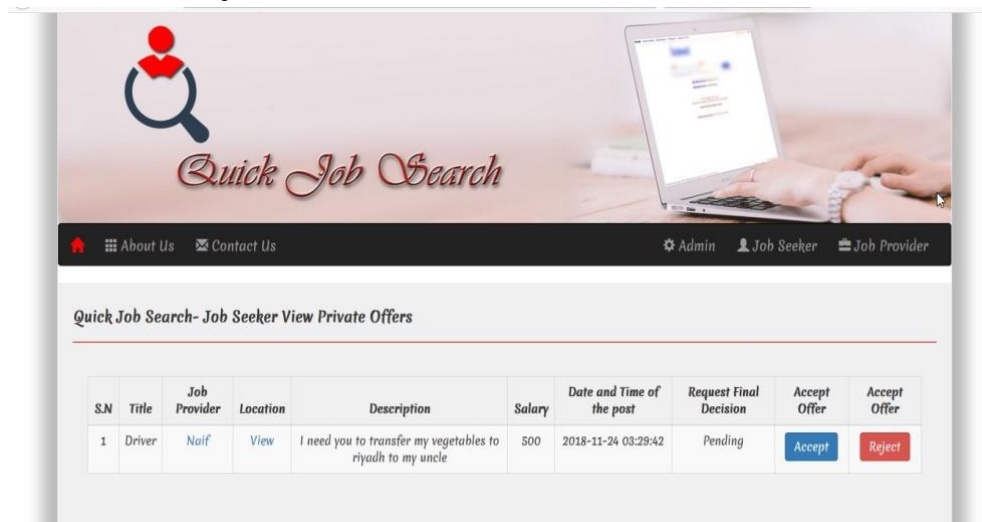 Quick Job Search
About Us Contact Us Admin Job Seeker Job Provider
Quick Job Search- Job Seeker View Private Offers
S.N Title Job Provider Location Description Salary Date and Time of the post Request Final Decision Accept Offer Accept Offer
1 Driver Naif View I need you to transfer my vegetables to riyadh to my uncle 500 2018-11-24 03:29:42 Pending Accept Reject